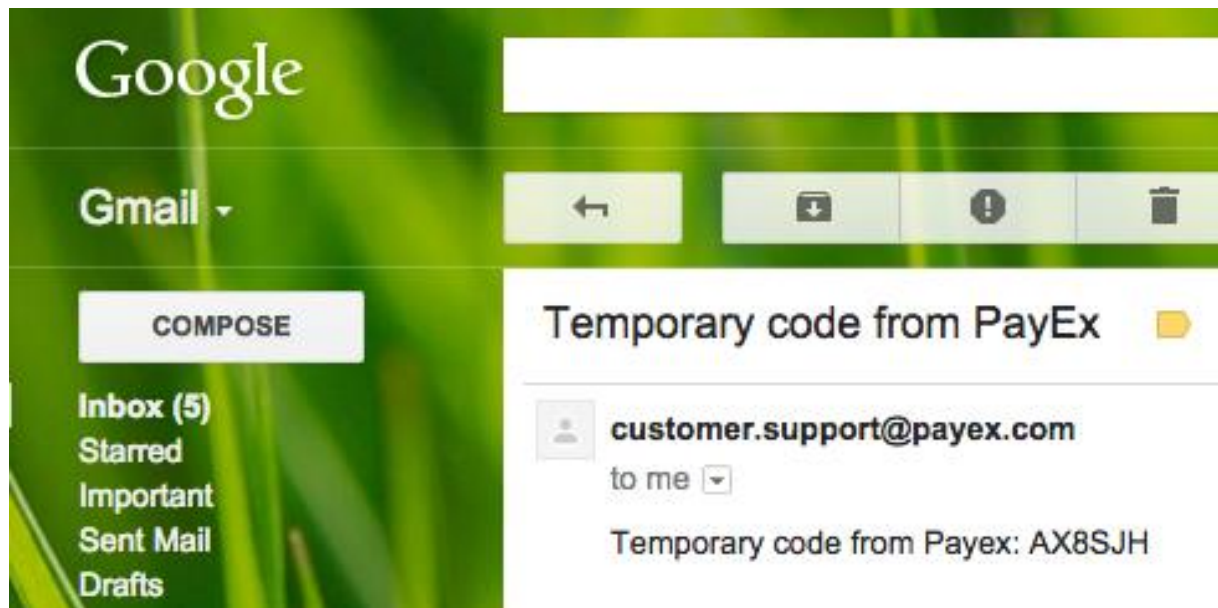 Google
Gmail
COMPOSE
Inbox (5)
Starred
Important
Sent Mail
Drafts
Temporary code from PayEx
customer.support@payex.com
to me
Temporary code from Payex: AX8SJH